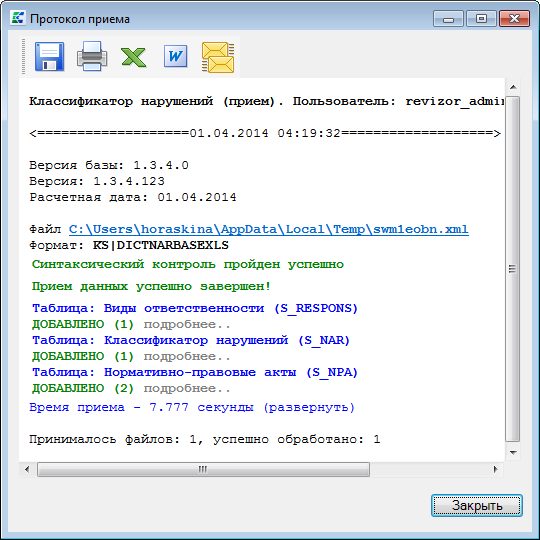 Протокол приема
Классификатор нарушений (прием). Пользователь: revizor_admin
<===================01.04.2014 04:19:32===================>
Версия базы: 1.3.4.0
Версия: 1.3.4.123
Расчетная дата: 01.04.2014
Файл C:\Users\horaskina\AppData\Local\Temp\swm1eobn.xml
Формат: KS|DICTNARBASEXLS
Синтаксический контроль пройден успешно
Прием данных успешно завершен!
Таблица: Виды ответственности (S_RESPONS)
ДОБАВЛЕНО (1) подробнее..
Таблица: Классификатор нарушений (S_NAR)
ДОБАВЛЕНО (1) подробнее..
Таблица: Нормативно-правовые акты (S_NPA)
ДОБАВЛЕНО (2) подробнее..
Время приема - 7.777 секунды (развернуть)
Принималось файлов: 1, успешно обработано: 1
Закрыть